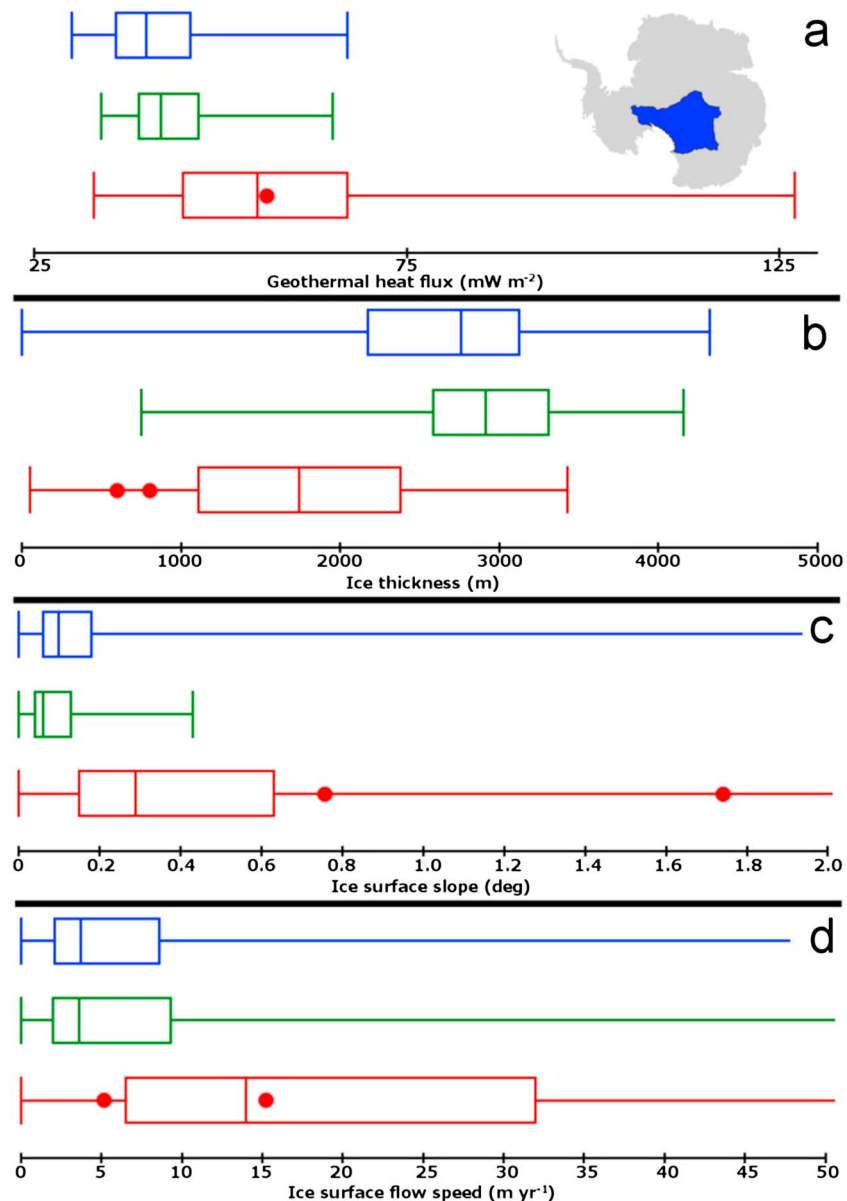 a
25 75 125
Geothermal heat flux (mW m⁻²)
b
0 1000 2000 3000 4000 5000
Ice thickness (m)
c
0 0.2 0.4 0.6 0.8 1.0 1.2 1.4 1.6 1.8 2.0
Ice surface slope (deg)
d
0 5 10 15 20 25 30 35 40 45 50
Ice surface flow speed (m yr⁻¹)